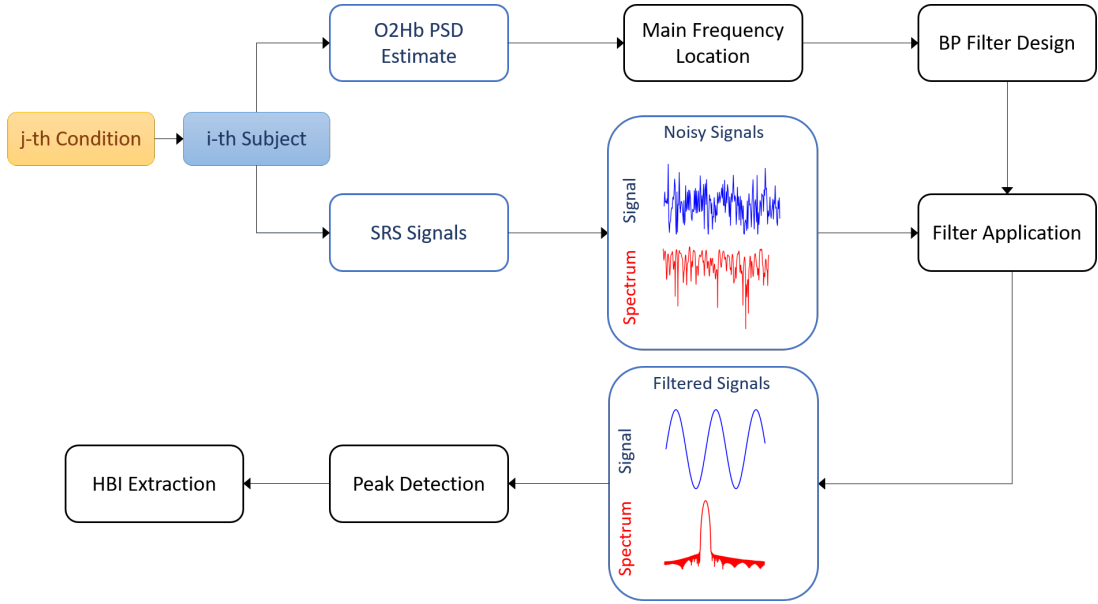 O2Hb PSD
Estimate
Main Frequency
Location
BP Filter Design
j-th Condition
i-th Subject
Noisy Signals
Signal
Spectrum
SRS Signals
Filter Application
Filtered Signals
Signal
Spectrum
HBI Extraction
Peak Detection